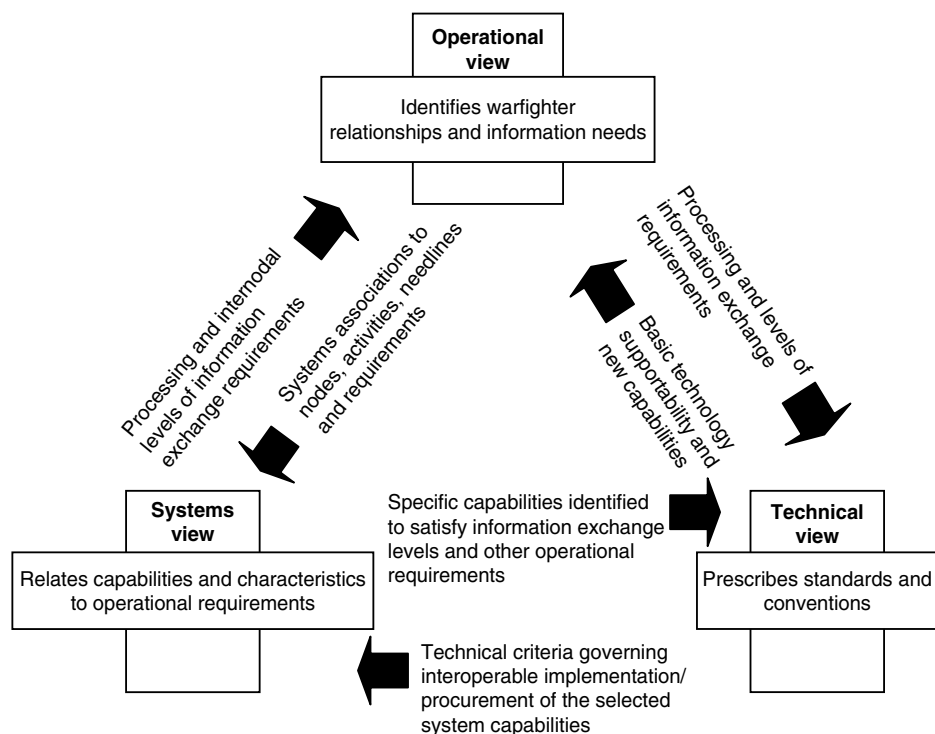 Operational
view
Identifies warfighter
relationships and information needs
Processing and internodal
levels of information
exchange requirements
Systems associations to
nodes, activities, needlines
and requirements
Processing and levels of
information exchange
requirements
Basic technology
supportability and
new capabilities
Systems
view
Relates capabilities and characteristics
to operational requirements
Specific capabilities identified
to satisfy information exchange
levels and other operational
requirements
Technical
view
Prescribes standards and
conventions
Technical criteria governing
interoperable implementation/
procurement of the selected
system capabilities